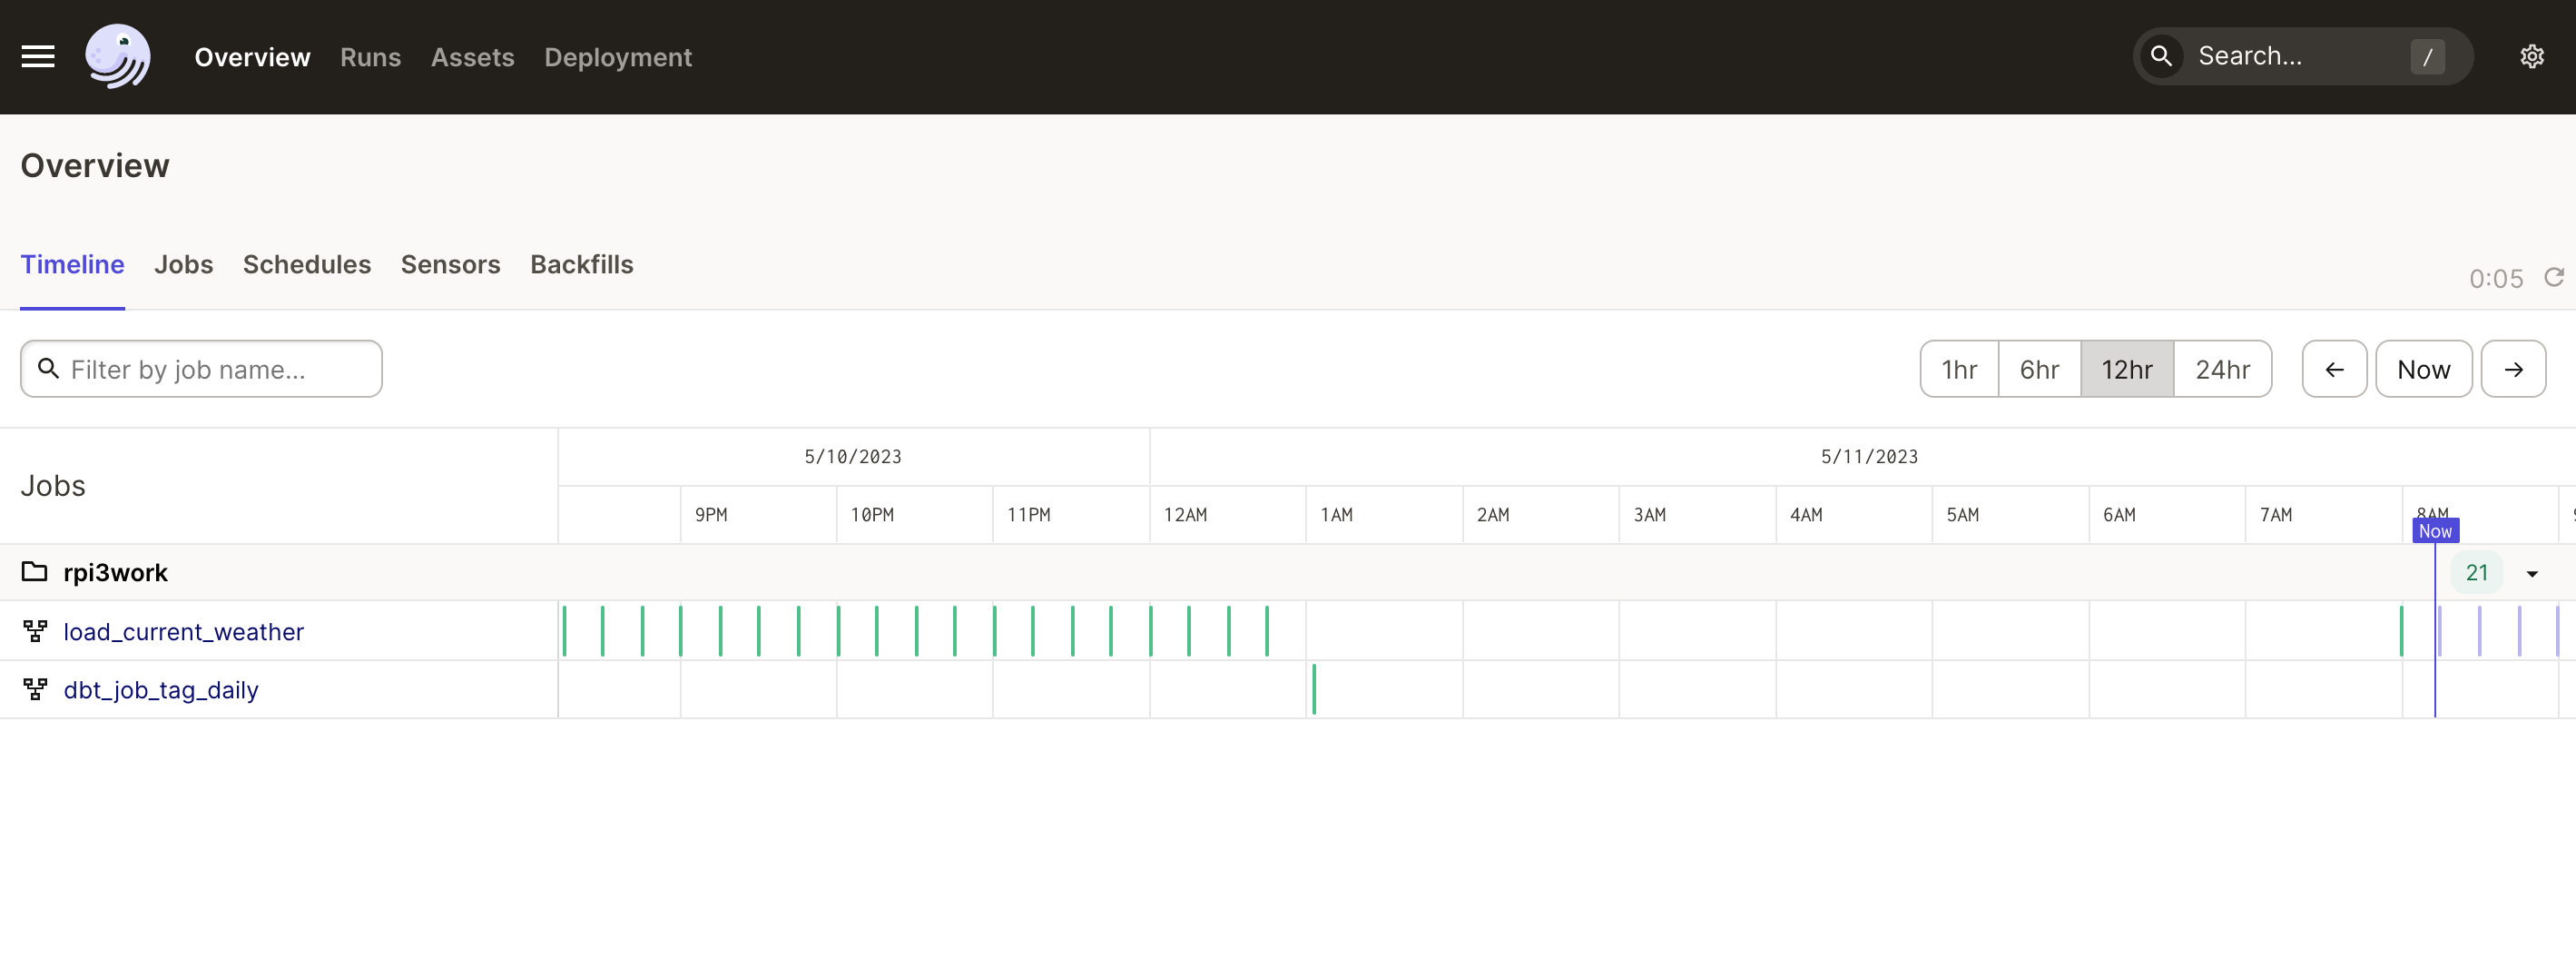 Overview Runs Assets Deployment Search... /
Overview
Timeline Jobs Schedules Sensors Backfills
0:05
Filter by job name... 1hr 6hr 12hr 24hr ← Now →
5/10/2023 5/11/2023
Jobs
9PM 10PM 11PM 12AM 1AM 2AM 3AM 4AM 5AM 6AM 7AM 8AM
Now
rpi3work 21
load_current_weather
dbt_job_tag_daily